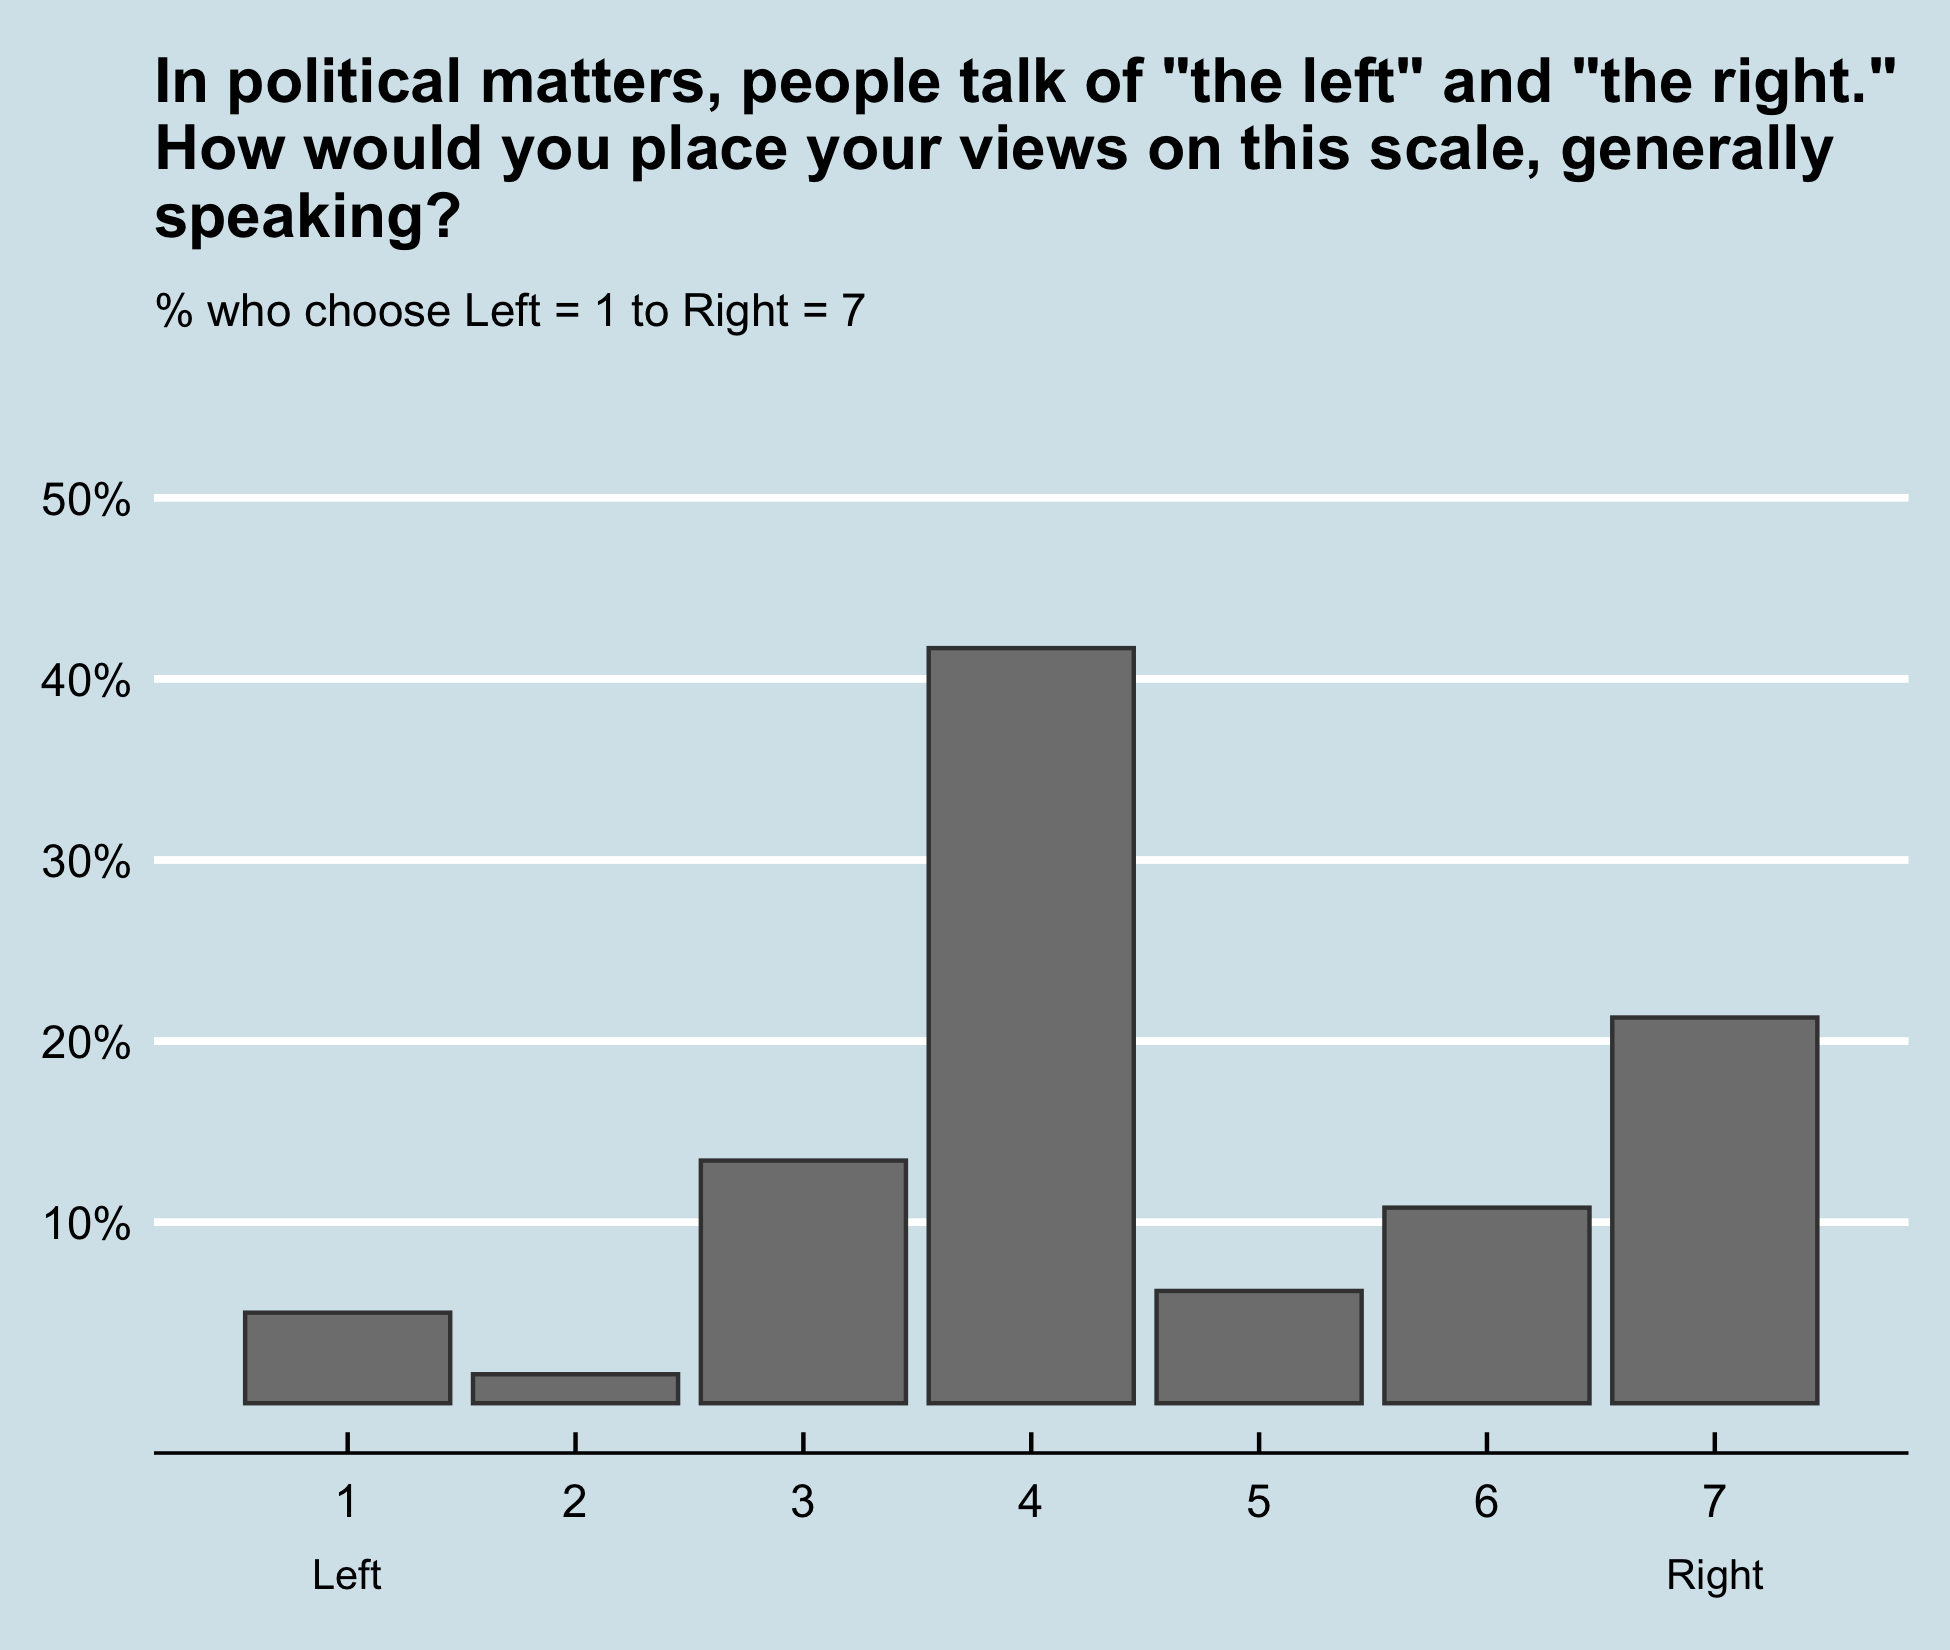 In political matters, people talk of "the left" and "the right."
How would you place your views on this scale, generally
speaking?
% who choose Left = 1 to Right = 7
50%
40%
30%
20%
10%
1 2 3 4 5 6 7
Left Right